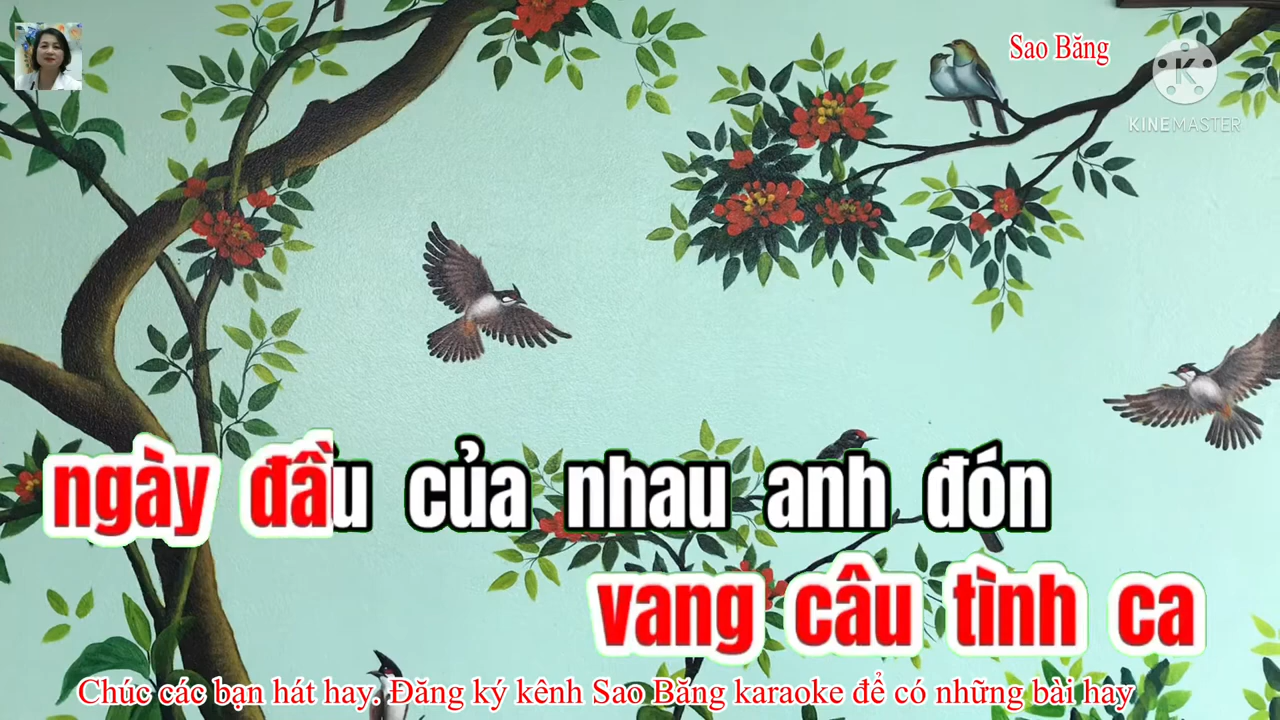 Sao Băng
K
KINEMASTER
ngày đầu của nhau anh đón
vang câu tình ca
Chúc các bạn hát hay. Đăng ký kênh Sao Băng karaoke để có những bài hay